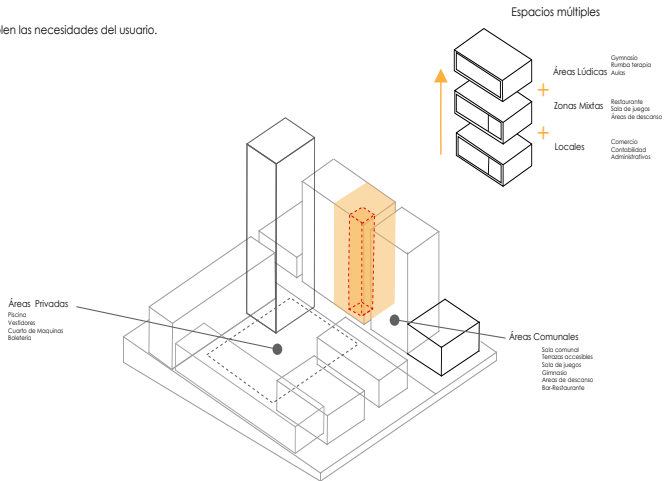 Espacios múltiples
len las necesidades del usuario.
Áreas Lúdicas
Gymnasio
Rumba terapia
Aulas
+
Zonas Mixtas
Restaurante
Sala de juegos
Áreas de descanso
+
Locales
Comercio
Contabilidad
Administrativos
Áreas Privadas
Piscina
Vestidores
Cuarto de Maquinas
Boletería
Áreas Comunales
Sala comunal
Terrazas accesibles
Sala de juegos
Gimnasio
Areas de descanso
Bar-Restaurante